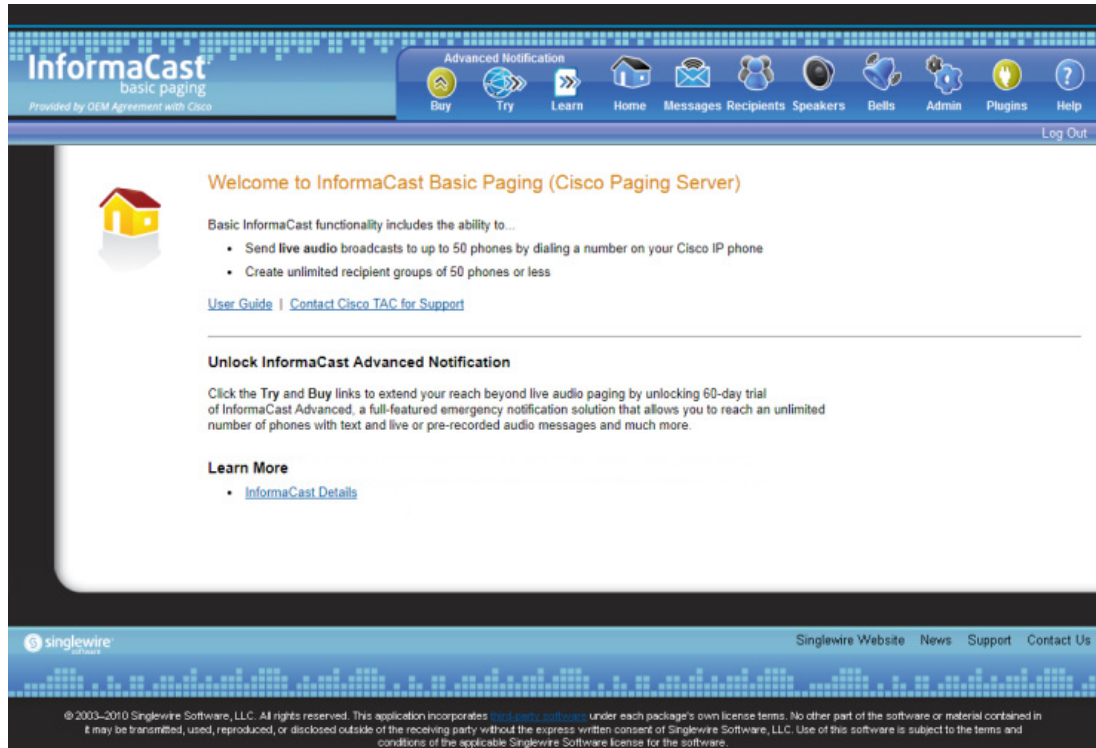 InformaCast
basic paging
Provided by OEM Agreement with Cisco
Advanced Notification
Buy Try Learn Home Messages Recipients Speakers Bells Admin Plugins Help
Log Out
Welcome to InformaCast Basic Paging (Cisco Paging Server)
Basic InformaCast functionality includes the ability to...
• Send live audio broadcasts to up to 50 phones by dialing a number on your Cisco IP phone
• Create unlimited recipient groups of 50 phones or less
User Guide | Contact Cisco TAC for Support
Unlock InformaCast Advanced Notification
Click the Try and Buy links to extend your reach beyond live audio paging by unlocking 60-day trial
of InformaCast Advanced, a full-featured emergency notification solution that allows you to reach an unlimited
number of phones with text and live or pre-recorded audio messages and much more.
Learn More
• InformaCast Details
singlewire
software
Singlewire Website News Support Contact Us
© 2003–2010 Singlewire Software, LLC. All rights reserved. This application incorporates third-party software under each package's own license terms. No other part of the software or material contained in
it may be transmitted, used, reproduced, or disclosed outside of the receiving party without the express written consent of Singlewire Software, LLC. Use of this software is subject to the terms and
conditions of the applicable Singlewire Software license for the software.